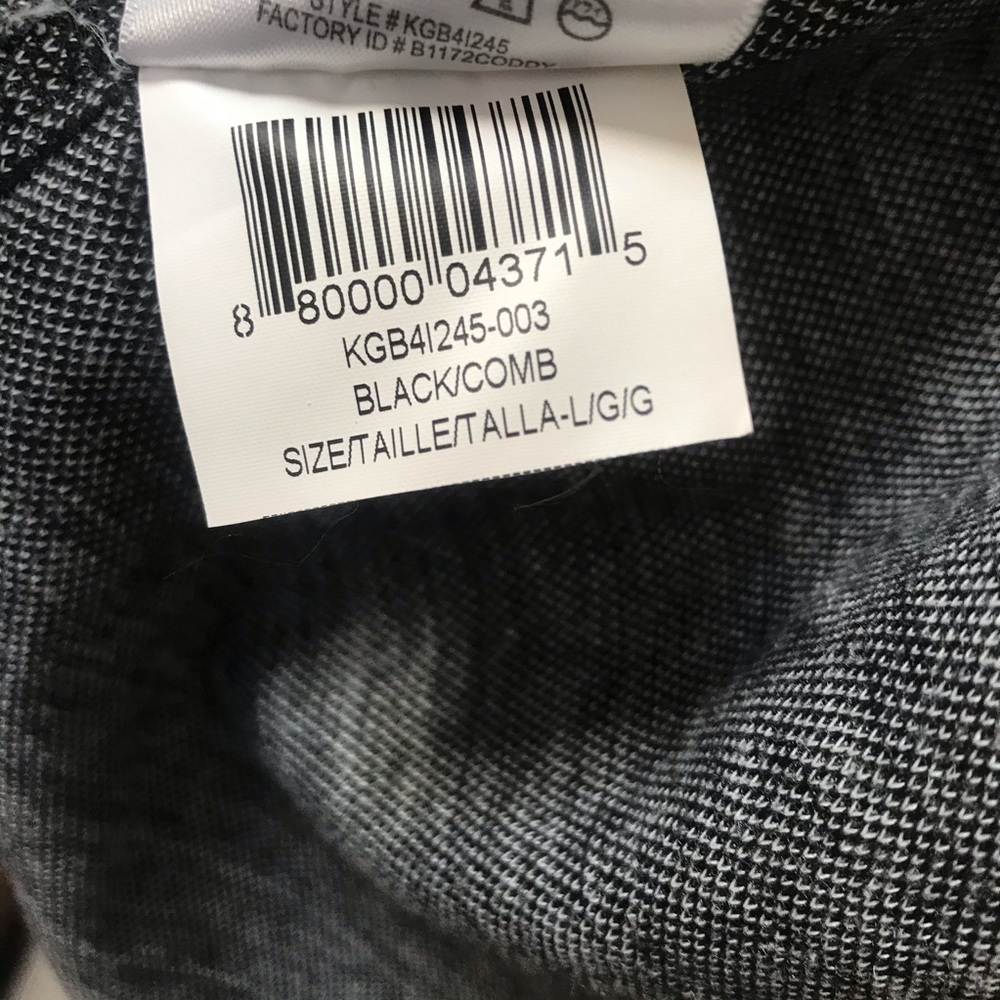 STYLE # KGB4I245
FACTORY ID # B1172CODDY
8 80000 04371 5
KGB4I245-003
BLACK/COMB
SIZE/TAILLE/TALLA-L/G/G